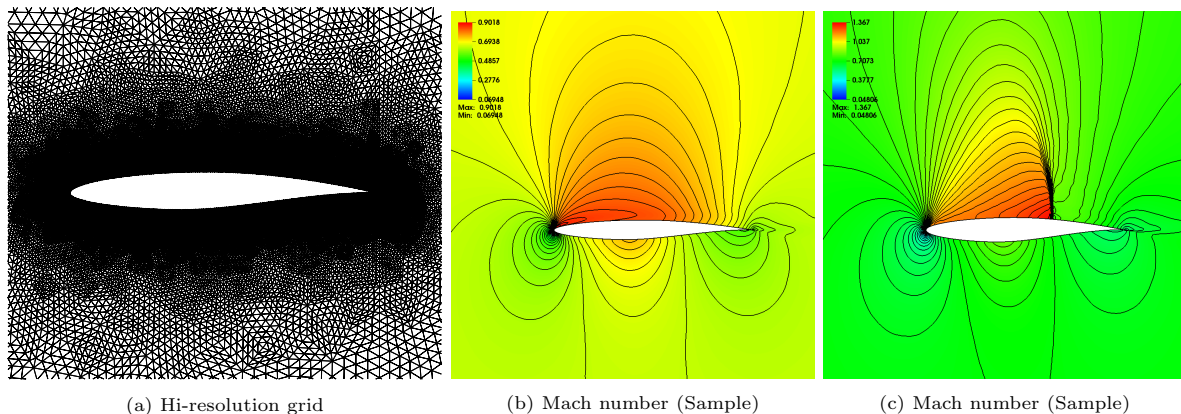 0.9018
0.6938
0.4857
0.2776
0.06948
Max: 0.9018
Min: 0.06948
1.367
1.037
0.7073
0.3777
0.04806
Max: 1.367
Min: 0.04806
(a) Hi-resolution grid
(b) Mach number (Sample)
(c) Mach number (Sample)